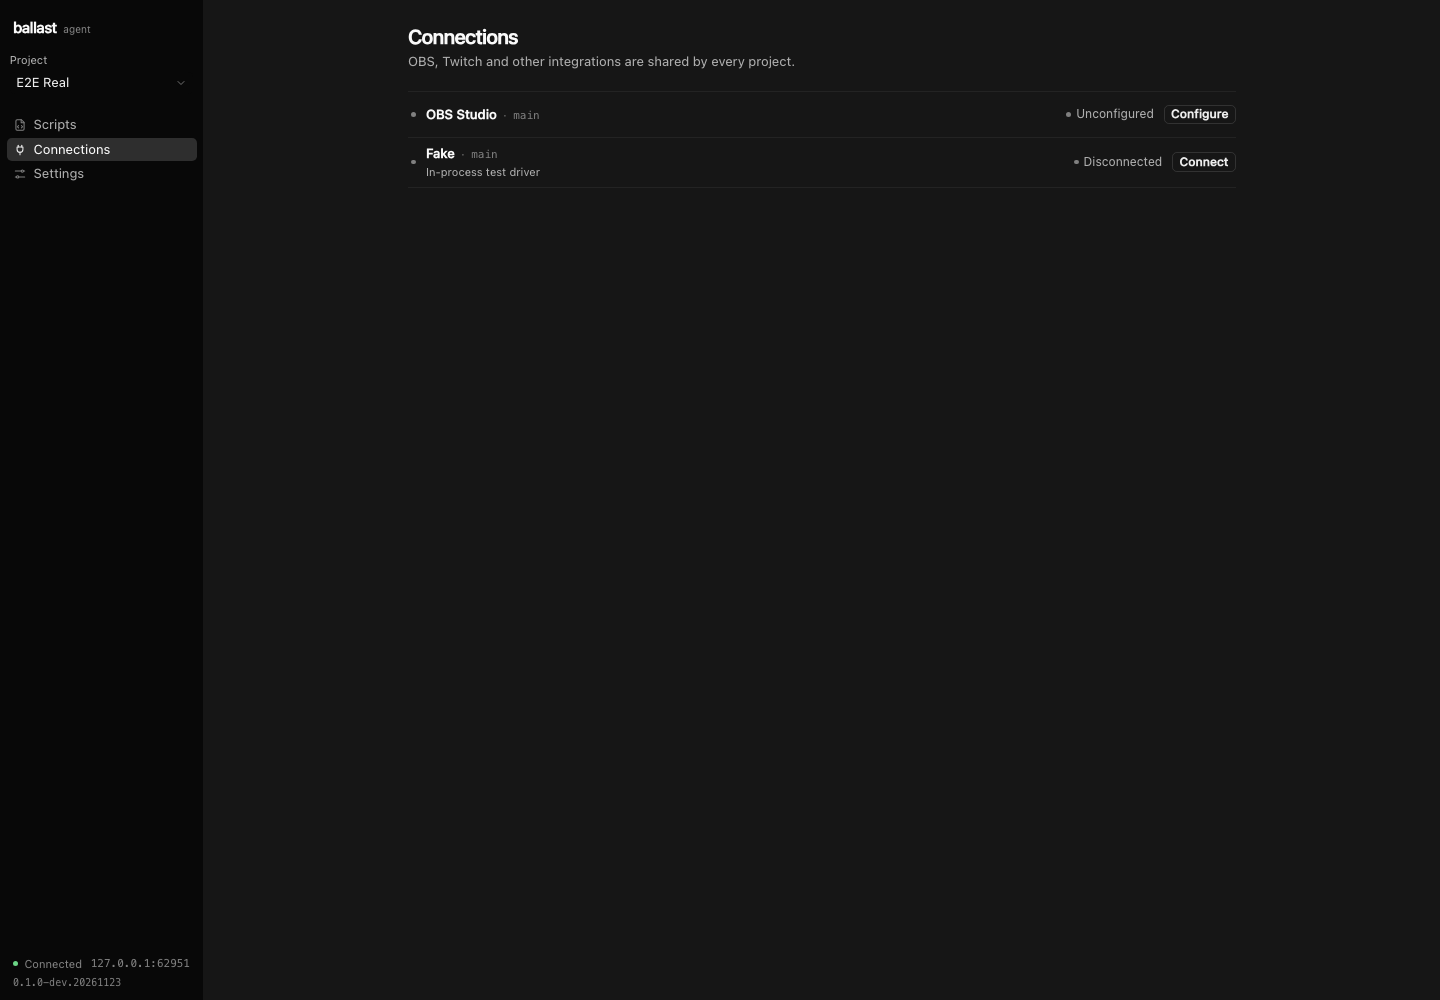 ballast agent
Project
E2E Real
Scripts
Connections
Settings
Connections
OBS, Twitch and other integrations are shared by every project.
OBS Studio · main
Unconfigured
Configure
Fake · main
In-process test driver
Disconnected
Connect
Connected 127.0.0.1:62951
0.1.0-dev.20261123